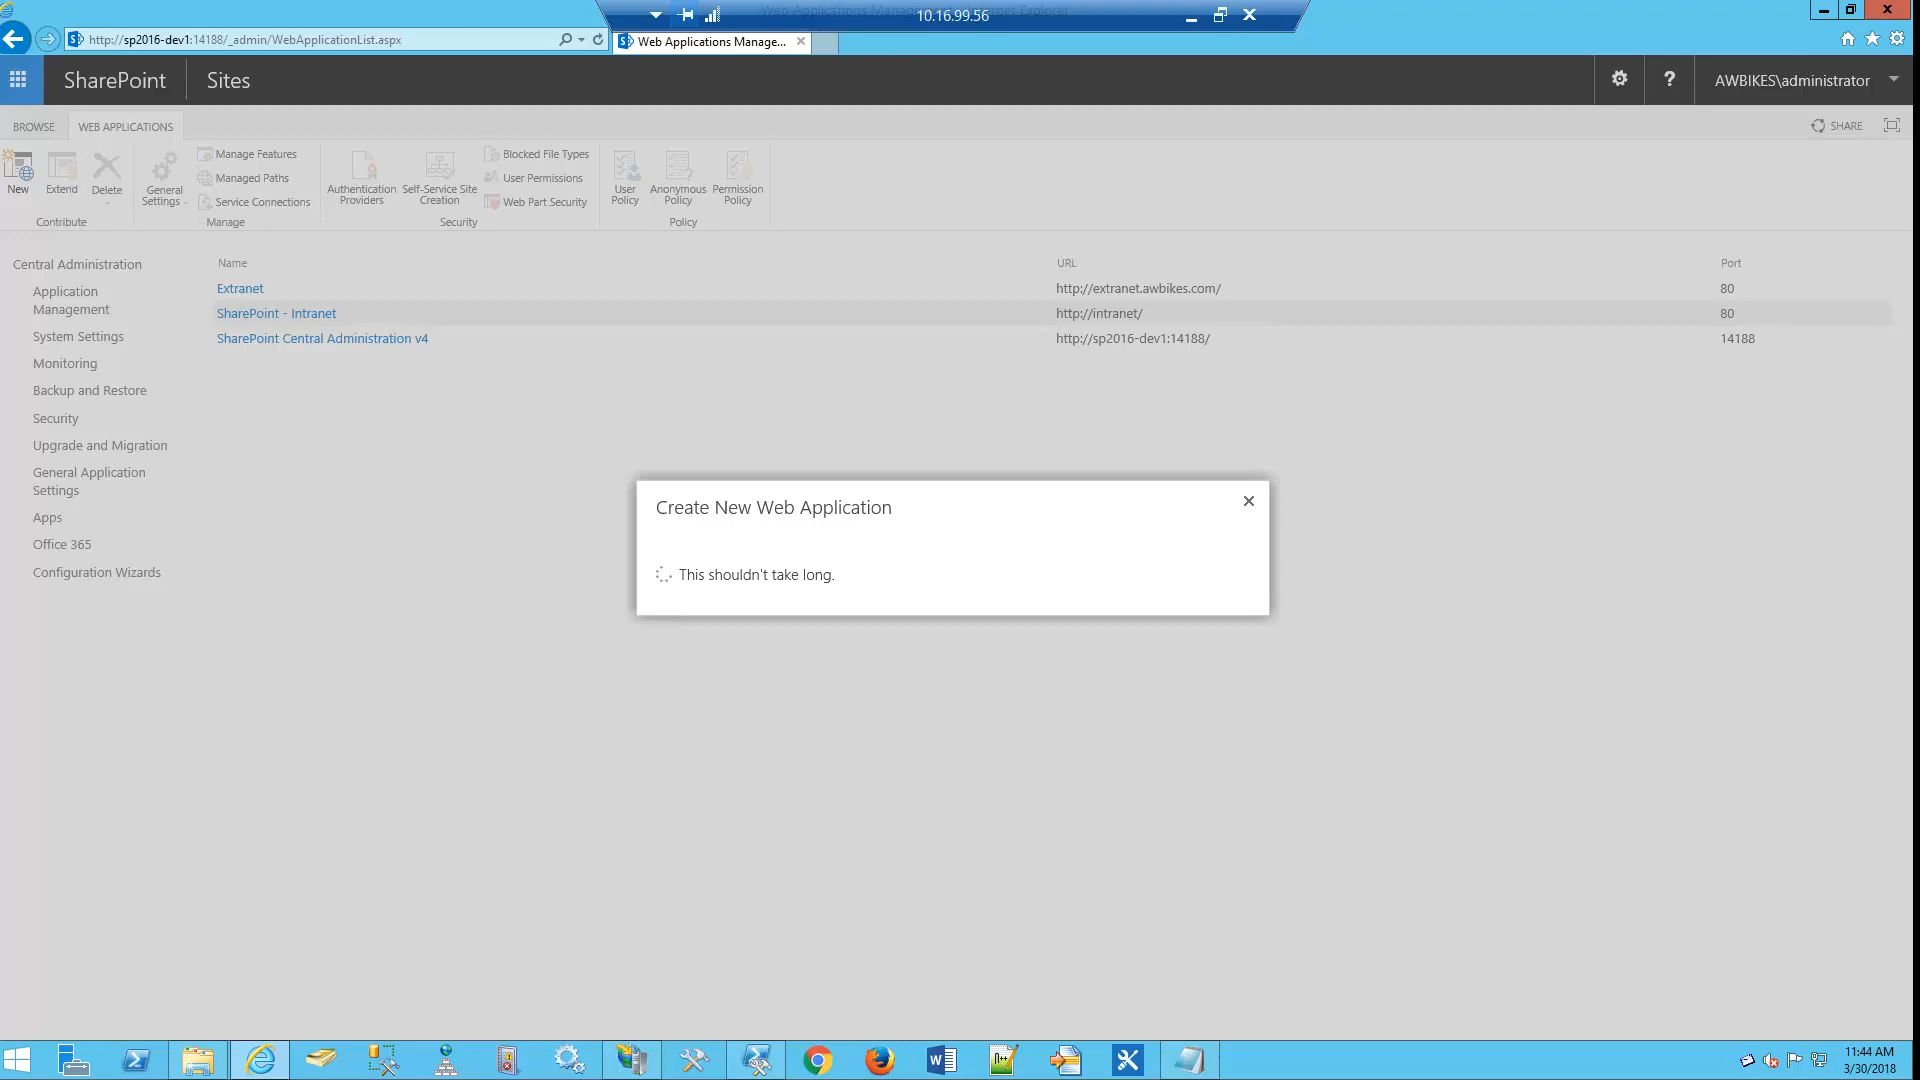 10.16.99.56
http://sp2016-dev1:14188/_admin/WebApplicationList.aspx
Web Applications Manage...
SharePoint
Sites
AWBIKES\administrator
BROWSE
WEB APPLICATIONS
SHARE
New
Extend
Delete
General
Settings
Manage Features
Managed Paths
Service Connections
Authentication
Providers
Self-Service Site
Creation
Blocked File Types
User Permissions
Web Part Security
User
Policy
Anonymous
Policy
Permission
Policy
Contribute
Manage
Security
Policy
Central Administration
Application
Management
System Settings
Monitoring
Backup and Restore
Security
Upgrade and Migration
General Application
Settings
Apps
Office 365
Configuration Wizards
Name URL Port
Extranet http://extranet.awbikes.com/ 80
SharePoint - Intranet http://intranet/ 80
SharePoint Central Administration v4 http://sp2016-dev1:14188/ 14188
Create New Web Application
This shouldn't take long.
11:44 AM
3/30/2018